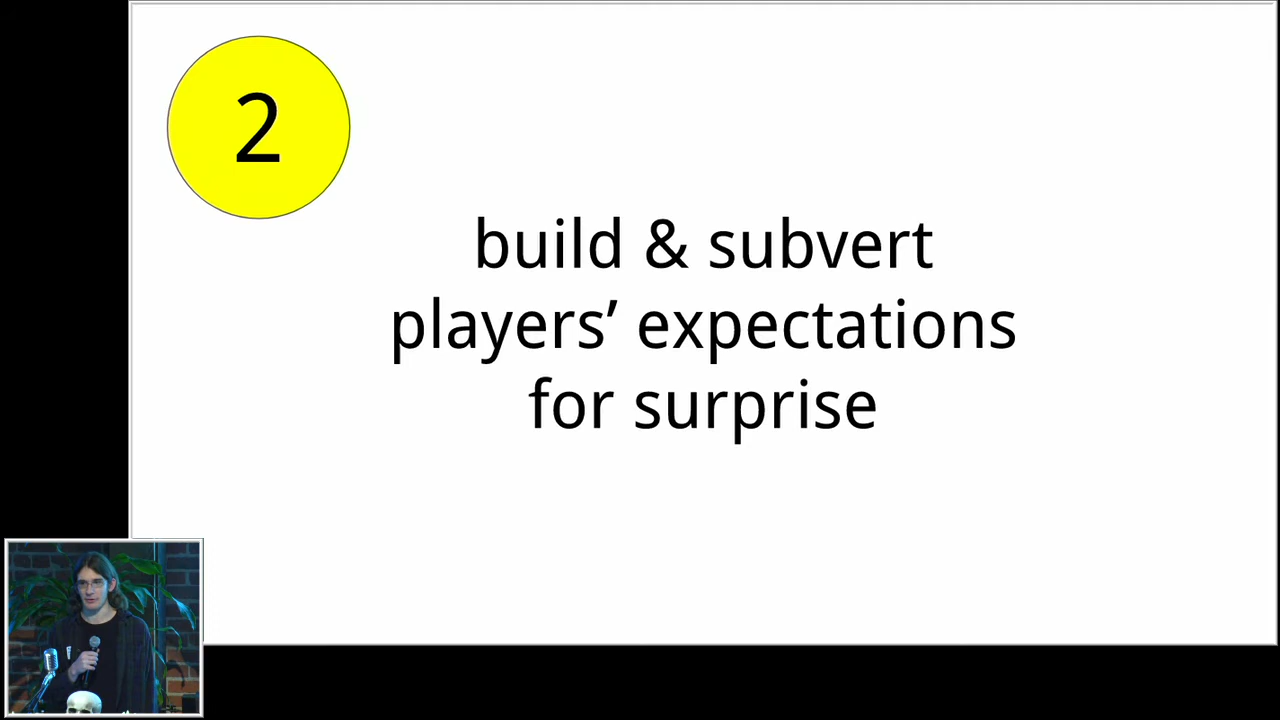 2
build & subvert
players’ expectations
for surprise